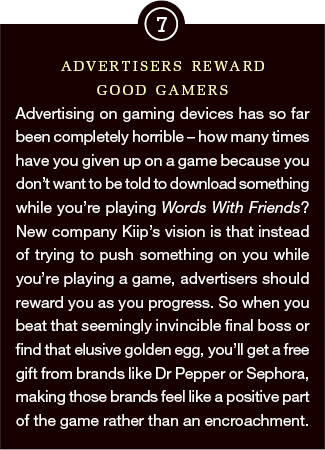 7
ADVERTISERS REWARD
GOOD GAMERS
Advertising on gaming devices has so far
been completely horrible – how many times
have you given up on a game because you
don’t want to be told to download something
while you’re playing Words With Friends?
New company Kiip’s vision is that instead
of trying to push something on you while
you’re playing a game, advertisers should
reward you as you progress. So when you
beat that seemingly invincible final boss or
find that elusive golden egg, you’ll get a free
gift from brands like Dr Pepper or Sephora,
making those brands feel like a positive part
of the game rather than an encroachment.